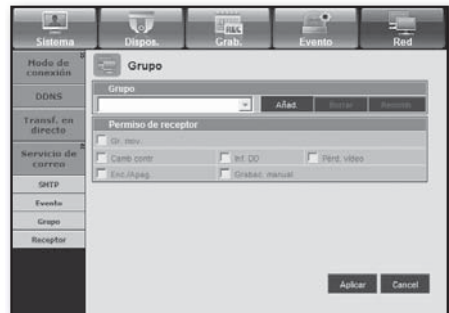 Sistema
Dispos.
Grab.
Evento
Red
Modo de conexión
DDNS
Transf. en directo
Servicio de correo
SMTP
Evento
Grupo
Receptor
Grupo
Grupo
Añad.
Borrar
Permiso de receptor
Gr. mov.
Camb contr
Inf. DD
Pérd. vídeo
Enc./Apag.
Grabac. manual
Aplicar
Cancel